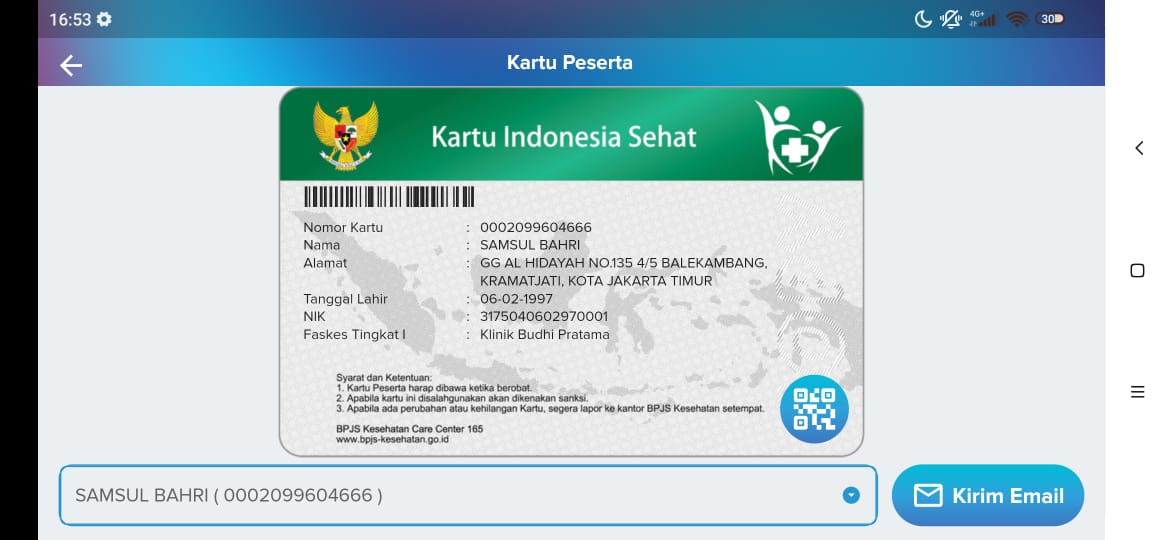 16:53
4G+
30
Kartu Peserta
Kartu Indonesia Sehat
Nomor Kartu : 0002099604666
Nama : SAMSUL BAHRI
Alamat : GG AL HIDAYAH NO.135 4/5 BALEKAMBANG,
KRAMATJATI, KOTA JAKARTA TIMUR
Tanggal Lahir : 06-02-1997
NIK : 3175040602970001
Faskes Tingkat I : Klinik Budhi Pratama
Syarat dan Ketentuan:
1. Kartu Peserta harap dibawa ketika berobat.
2. Apabila kartu ini disalahgunakan akan dikenakan sanksi.
3. Apabila ada perubahan atau kehilangan Kartu, segera lapor ke kantor BPJS Kesehatan setempat.
BPJS Kesehatan Care Center 165
www.bpjs-kesehatan.go.id
SAMSUL BAHRI ( 0002099604666 )
Kirim Email